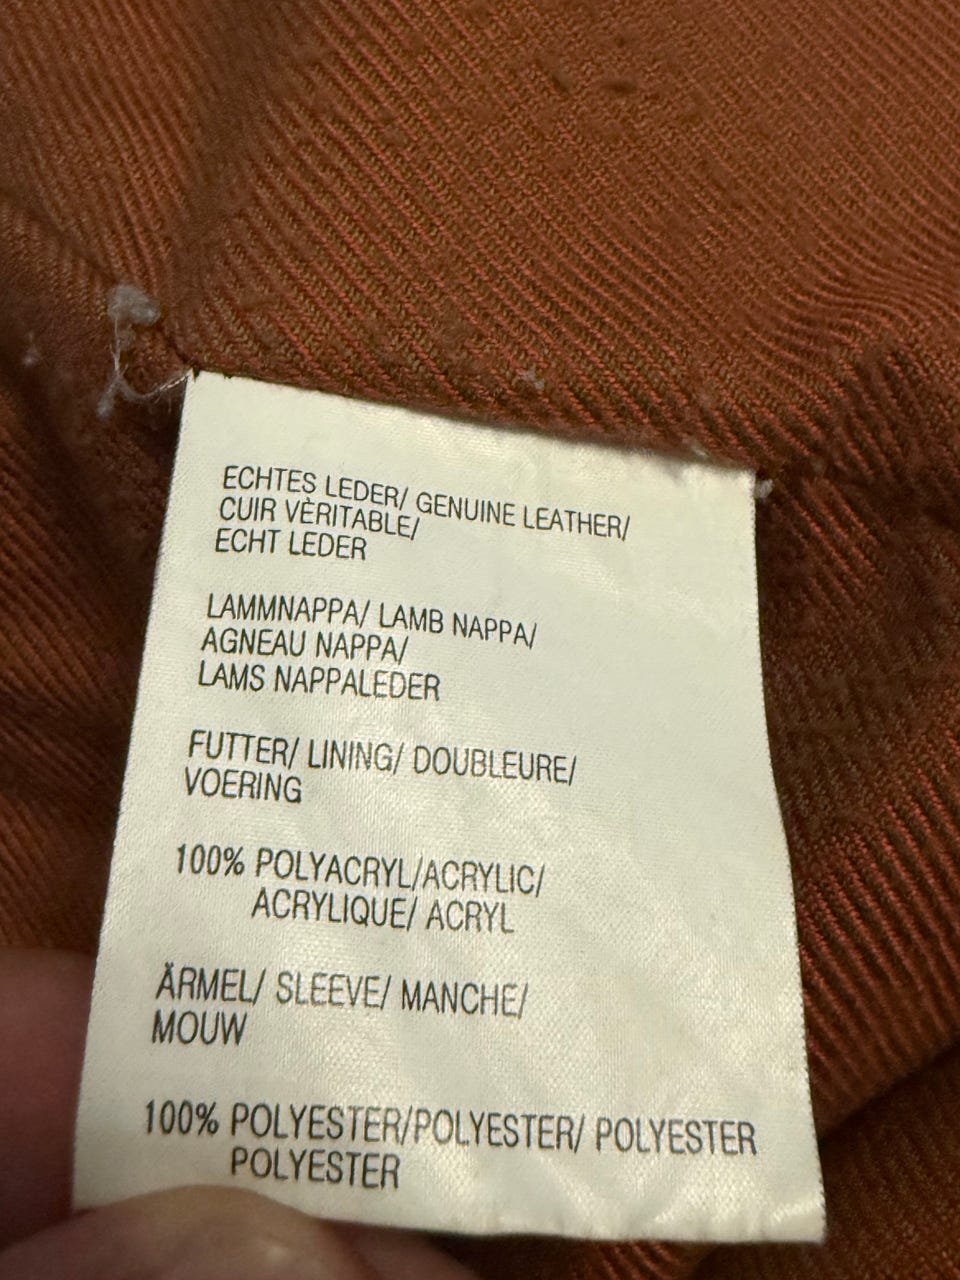 ECHTES LEDER/ GENUINE LEATHER/
CUIR VÈRITABLE/
ECHT LEDER
LAMMNAPPA/ LAMB NAPPA/
AGNEAU NAPPA/
LAMS NAPPALEDER
FUTTER/ LINING/ DOUBLEURE/
VOERING
100% POLYACRYL/ACRYLIC/
ACRYLIQUE/ ACRYL
ÄRMEL/ SLEEVE/ MANCHE/
MOUW
100% POLYESTER/POLYESTER/ POLYESTER
POLYESTER